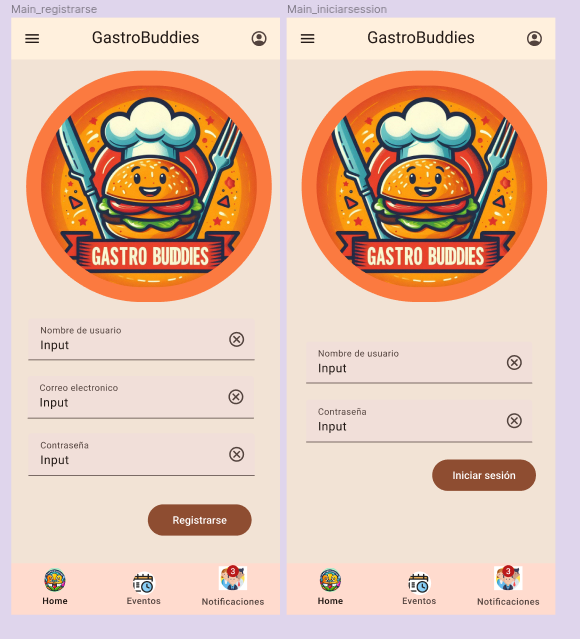 Main_registrarse
GastroBuddies
GASTRO BUDDIES
Nombre de usuario
Input
Correo electronico
Input
Contraseña
Input
Registrarse
3
Home
Eventos
Notificaciones
Main_iniciarsession
GastroBuddies
GASTRO BUDDIES
Nombre de usuario
Input
Contraseña
Input
Iniciar sesión
3
Home
Eventos
Notificaciones